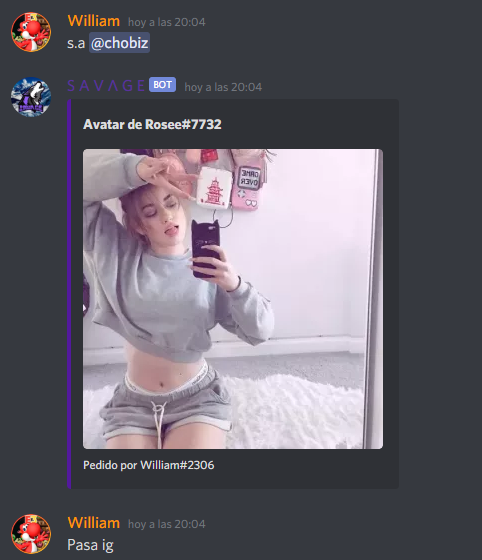 William hoy a las 20:04
s.a @chobiz
S A V Λ G E BOT hoy a las 20:04
Avatar de Rosee#7732
GAME
OVER
Pedido por William#2306
William hoy a las 20:04
Pasa ig